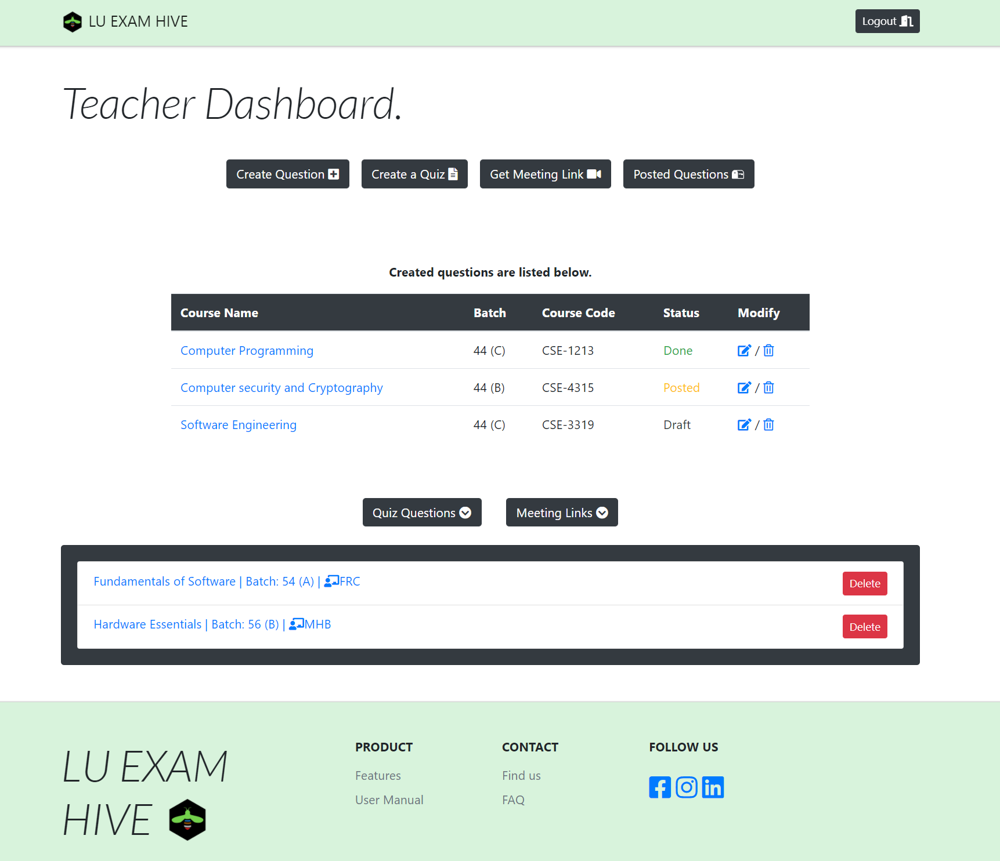 LU EXAM HIVE
Logout
Teacher Dashboard.
Create Question
Create a Quiz
Get Meeting Link
Posted Questions
Created questions are listed below.
Course Name Batch Course Code Status Modify
Computer Programming 44 (C) CSE-1213 Done /
Computer security and Cryptography 44 (B) CSE-4315 Posted /
Software Engineering 44 (C) CSE-3319 Draft /
Quiz Questions
Meeting Links
Fundamentals of Software | Batch: 54 (A) | FRC
Delete
Hardware Essentials | Batch: 56 (B) | MHB
Delete
LU EXAM
HIVE
PRODUCT
Features
User Manual
CONTACT
Find us
FAQ
FOLLOW US